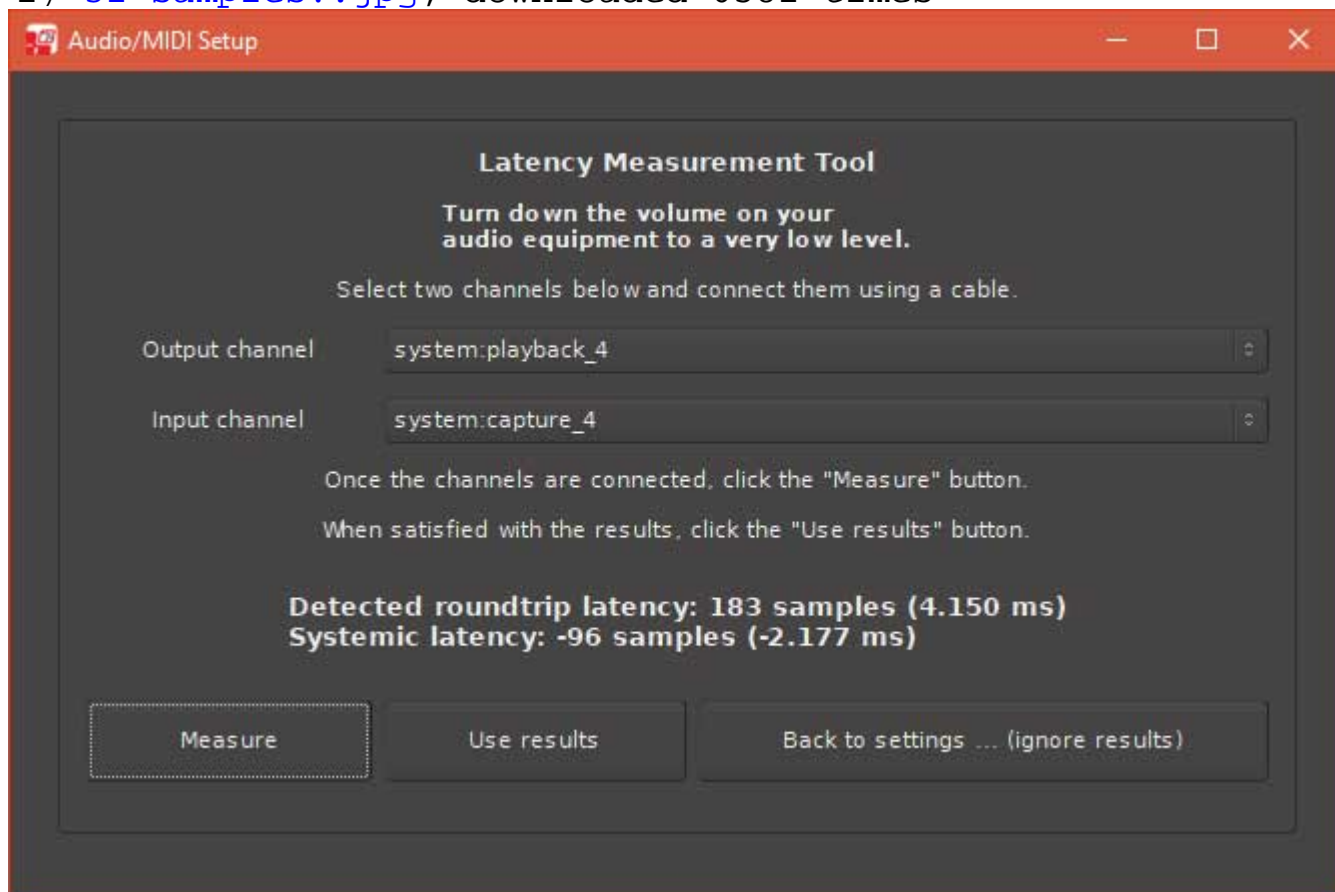 Audio/MIDI Setup
Latency Measurement Tool
Turn down the volume on your
audio equipment to a very low level.
Select two channels below and connect them using a cable.
Output channel system:playback_4
Input channel system:capture_4
Once the channels are connected, click the "Measure" button.
When satisfied with the results, click the "Use results" button.
Detected roundtrip latency: 183 samples (4.150 ms)
Systemic latency: -96 samples (-2.177 ms)
Measure Use results Back to settings ... (ignore results)